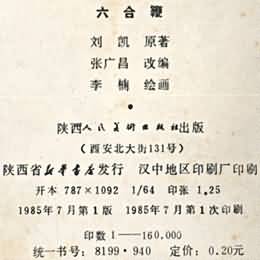 六合鞭
刘凯 原著
张广昌 改编
李楠 绘画
陕西人民美术出版社出版
(西安北大街131号)
陕西省新华书店发行 汉中地区印刷厂印刷
开本 787×1092 1/64 印张 1.25
1985年7月第1版 1985年7月第1次印刷
印数 1—160,000
统一书号：8199·940 定价：0.20元